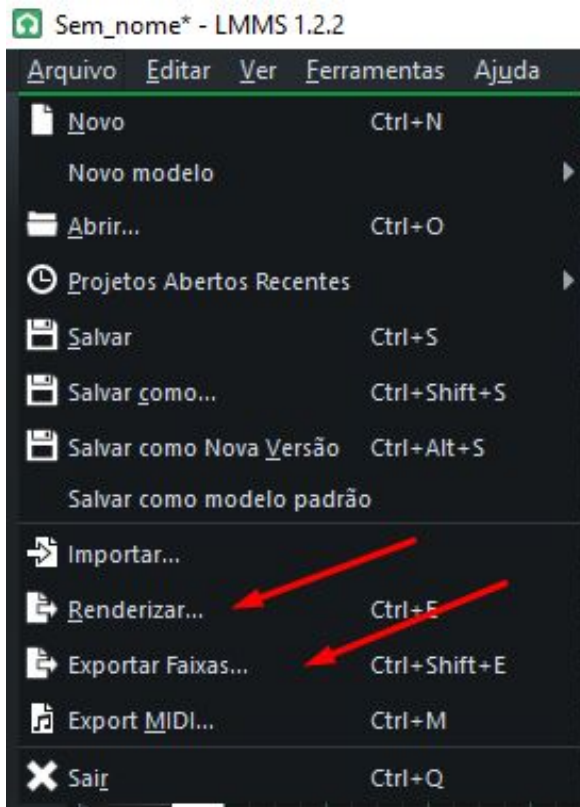 Sem_nome* - LMMS 1.2.2
Arquivo Editar Ver Ferramentas Ajuda
Novo Ctrl+N
Novo modelo
Abrir... Ctrl+O
Projetos Abertos Recentes
Salvar Ctrl+S
Salvar como... Ctrl+Shift+S
Salvar como Nova Versão Ctrl+Alt+S
Salvar como modelo padrão
Importar...
Renderizar... Ctrl+E
Exportar Faixas... Ctrl+Shift+E
Export MIDI... Ctrl+M
Sair Ctrl+Q